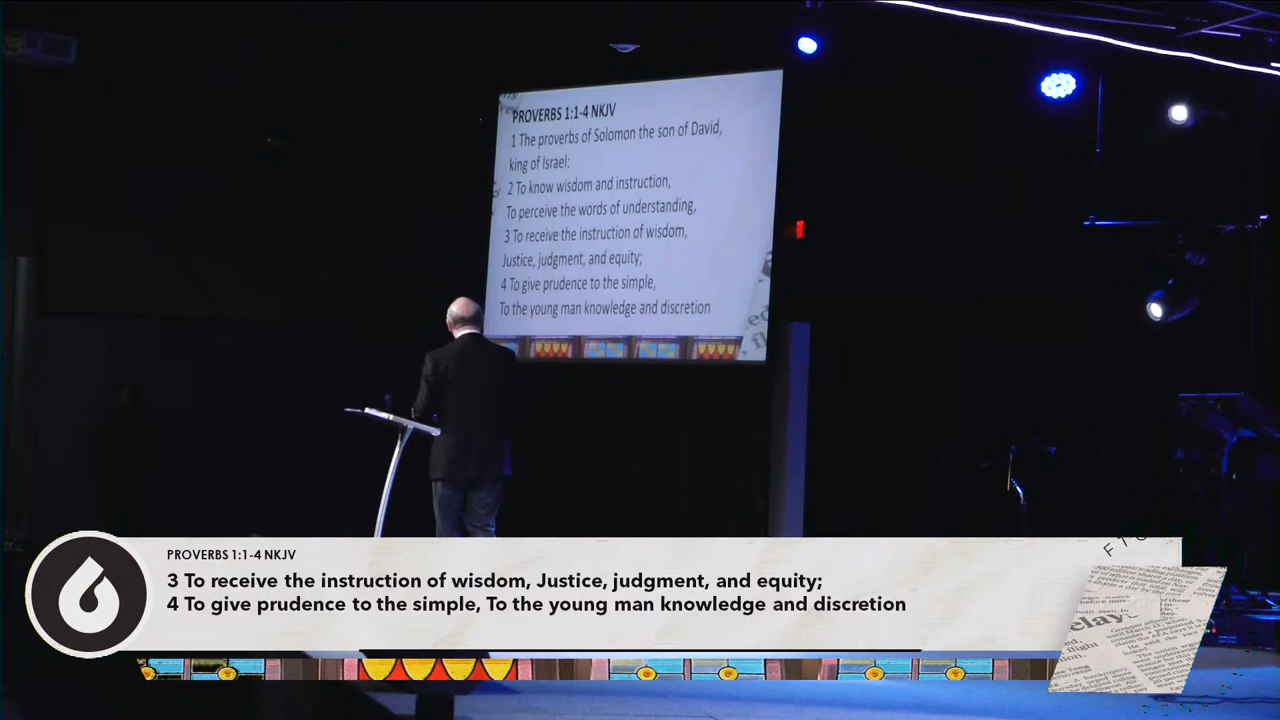 PROVERBS 1:1-4 NKJV
1 The proverbs of Solomon the son of David,
king of Israel:
2 To know wisdom and instruction,
To perceive the words of understanding,
3 To receive the instruction of wisdom,
Justice, judgment, and equity;
4 To give prudence to the simple,
To the young man knowledge and discretion
PROVERBS 1:1-4 NKJV
3 To receive the instruction of wisdom, Justice, judgment, and equity;
4 To give prudence to the simple, To the young man knowledge and discretion
elay
flight